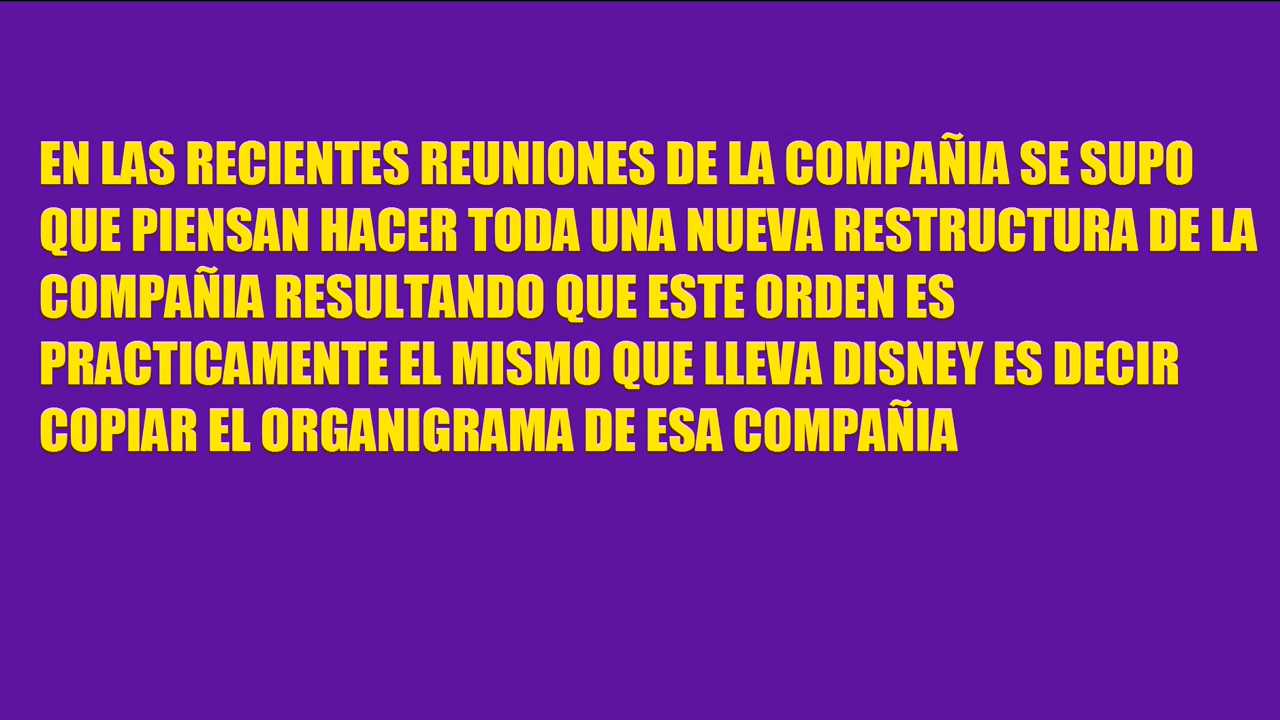 EN LAS RECIENTES REUNIONES DE LA COMPAÑIA SE SUPO
QUE PIENSAN HACER TODA UNA NUEVA RESTRUCTURA DE LA
COMPAÑIA RESULTANDO QUE ESTE ORDEN ES
PRACTICAMENTE EL MISMO QUE LLEVA DISNEY ES DECIR
COPIAR EL ORGANIGRAMA DE ESA COMPAÑIA